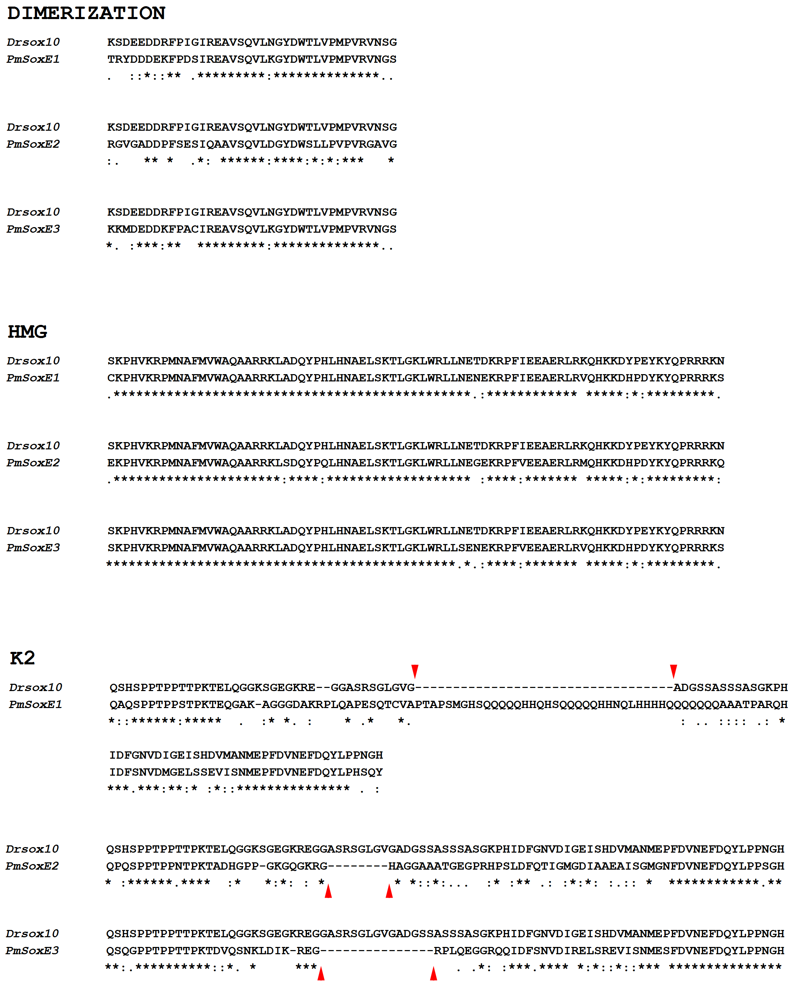 DIMERIZATION
Drsox10 KSDEEDDRFPIGIREAVSQVLNGYDWTLVPMPVRVNSG
PmSoxE1 TRYDDDEKFPDSIREAVSQVLKGYDWTLVPMPVRVNGS
.  ::*::** .*********:**************..
Drsox10 KSDEEDDRFPIGIREAVSQVLNGYDWTLVPMPVRVNSG
PmSoxE2 RGVGADDPFSESIQAAVSQVLDGYDWSLLPVPVRGAVG
:.   ** *  .*: ******:****:*:*:***   *
Drsox10 KSDEEDDRFPIGIREAVSQVLNGYDWTLVPMPVRVNSG
PmSoxE3 KKMDEDDKFPACIREAVSQVLKGYDWTLVPMPVRVNGS
*. :***:**  *********:**************..
HMG
Drsox10 SKPHVKRPMNAFMVWAQAARRKLADQYPHLHNAELSKTLGKLWRLLNETDKRPFIEEAERLRKQHKKDYPEYKYQPRRRKN
PmSoxE1 CKPHVKRPMNAFMVWAQAARRKLADQYPHLHNAELSKTLGKLWRLLNENEKRPFIEEAERLRVQHKKDHPDYKYQPRRRKS
.***********************************************.:************ *****:*:*********.
Drsox10 SKPHVKRPMNAFMVWAQAARRKLADQYPHLHNAELSKTLGKLWRLLNETDKRPFIEEAERLRKQHKKDYPEYKYQPRRRKN
PmSoxE2 EKPHVKRPMNAFMVWAQAARRKLSDQYPQLHNAELSKTLGKLWRLLNEGEKRPFVEEAERLRMQHKKDHPDYKYQPRRRKQ
.**********************:****:******************* :****:******* *****:*:*********:
Drsox10 SKPHVKRPMNAFMVWAQAARRKLADQYPHLHNAELSKTLGKLWRLLNETDKRPFIEEAERLRKQHKKDYPEYKYQPRRRKN
PmSoxE3 SKPHVKRPMNAFMVWAQAARRKLADQYPHLHNAELSKTLGKLWRLLSENEKRPFVEEAERLRVQHKKDHPDYKYQPRRRKS
**********************************************.*.:****:******* *****:*:*********.
K2
Drsox10 QSHSPPTPPTTPKTELQGGKSGEGKRE--GGASRSGLGVG----------------------------------ADGSSASSSASGKPH
PmSoxE1 QAQSPPTPPSTPKTEQGAK-AGGGDAKRPLQAPESQTCVAPTAPSMGHSQQQQQHHQHSQQQQQHHNQLHHHHQQQQQQQAAATPARQH
*::******:*****  .  :* *. :    * .*   *.                                   : .. :::: .: *
IDFGNVDIGEISHDVMANMEPFDVNEFDQYLPPNGH
IDFSNVDMGELSSEVISNMEPFDVNEFDQYLPHSQY
***.***:**:* :*::*************** . :
Drsox10 QSHSPPTPPTTPKTELQGGKSGEGKREGGASRSGLGVGADGSSASSSASGKPHIDFGNVDIGEISHDVMANMEPFDVNEFDQYLPPNGH
PmSoxE2 QPQSPPTPPNTPKTADHGPP-GKGQGKRG--------HAGGAAATGEGPRHPSLDFQTIGMGDIAAEAISGMGNFDVNEFDQYLPPSGH
* :******.****  :*   *:*: : *         * *::*:...  :* :** .: :*:*: :.:: *  ************.**
Drsox10 QSHSPPTPPTTPKTELQGGKSGEGKREGGASRSGLGVGADGSSASSSASGKPHIDFGNVDIGEISHDVMANMEPFDVNEFDQYLPPNGH
PmSoxE3 QSQGPPTPPTTPKTDVQSNKLDIK-REG---------------RPLQEGGRQQIDFSNVDIRELSREVISNMESFDVNEFDQYLPPNGH
**:.**********::*. *     ***                  . .*: :***.**** *:*::*::*** ***************